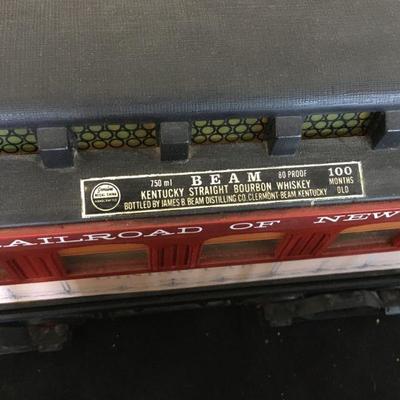 750 ml BEAM 80 PROOF 100
KENTUCKY STRAIGHT BOURBON WHISKEY MONTHS
BOTTLED BY JAMES B. BEAM DISTILLING CO. CLERMONT-BEAM, KENTUCKY OLD
RAILROAD OF NEW